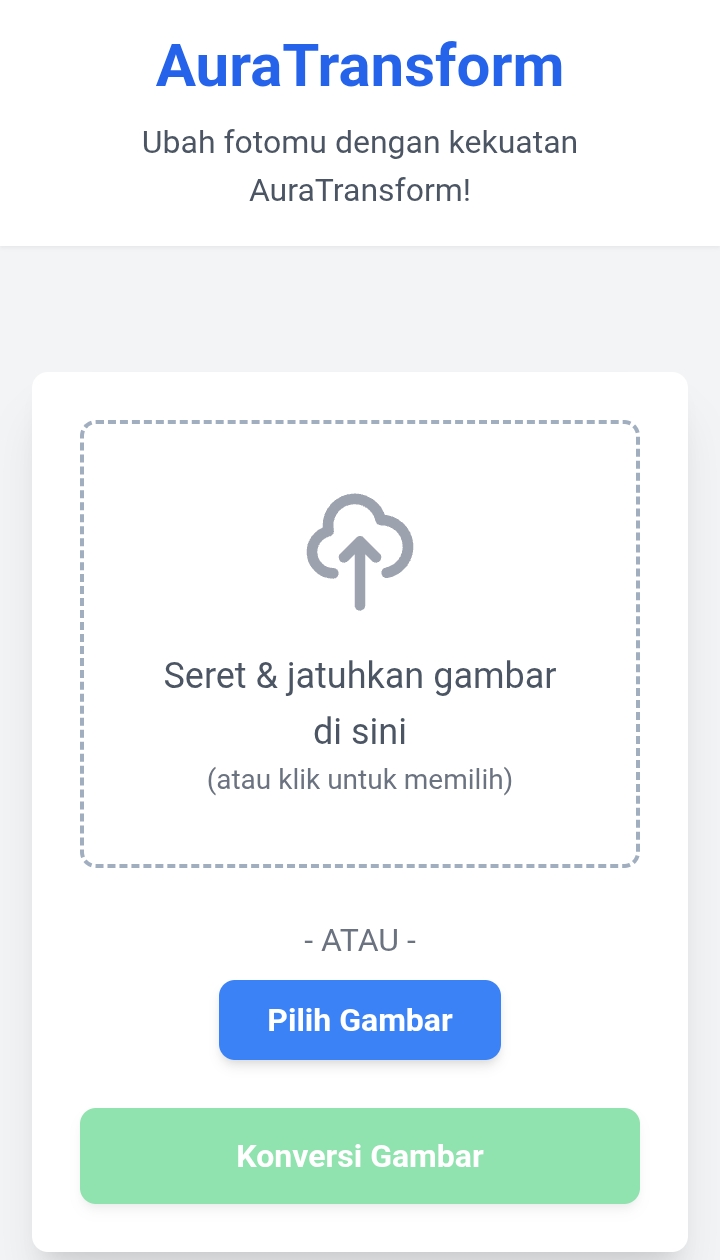 AuraTransform
Ubah fotomu dengan kekuatan
AuraTransform!
Seret & jatuhkan gambar
di sini
(atau klik untuk memilih)
- ATAU -
Pilih Gambar
Konversi Gambar